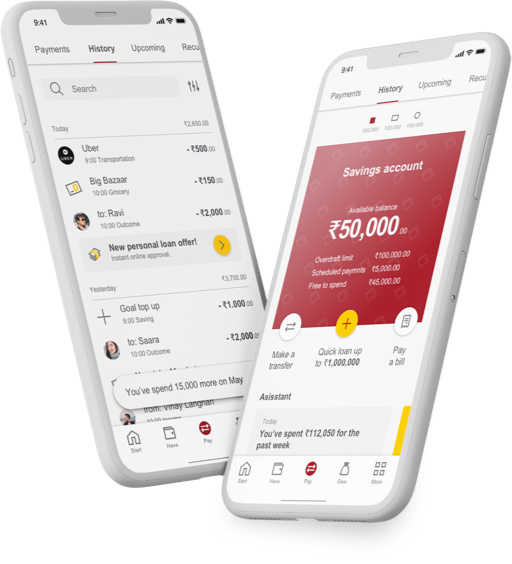 9:41
Payments
History
Upcoming
Recu
Search
Today
₹2,650.00
UBER
Uber
- ₹500.00
9:00 Transportation
Big Bazaar
- ₹150.00
10:00 Grocery
to: Ravi
- ₹2,000.00
10:00 Outcome
New personal loan offer!
Instant online approval.
Yesterday
₹3,700.00
Goal top up
- ₹1.000.00
9:00 Saving
to: Saara
- ₹2,000.00
10:00 Outcome
You've spend 15,000 more on May
from: Vinay Langhan
Start
Have
Pay
9:41
Payments
History
Upcoming
Recu
Savings account
Available balance
₹50,000.00
Overdraft limit
₹100,000.00
Scheduled paymnts
₹5,000.00
Free to spend
₹45,000.00
Make a
transfer
Quick loan up
to ₹1,000,000
Pay
a bill
Asisstant
Today
You've spent ₹112,050 for the
past week
Start
Have
Pay
Owe
More